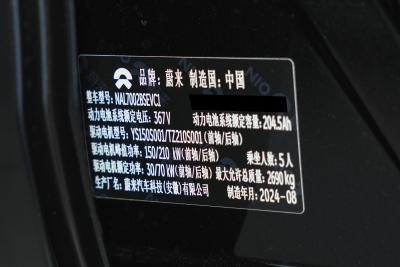 品牌：蔚来 制造国：中国
整车型号：NAL7002BSEVC1
动力电池系统额定电压：367V 动力电池系统额定容量：204.5Ah
驱动电机型号：YS150S001/TZ210S001（前轴/后轴）
驱动电机峰值功率：150/210 kW（前轴/后轴） 乘坐人数：5人
驱动电机额定功率：30/70 kW（前轴/后轴） 最大允许总质量：2690kg
生产厂名：蔚来汽车科技(安徽)有限公司 制造年月：2024-08